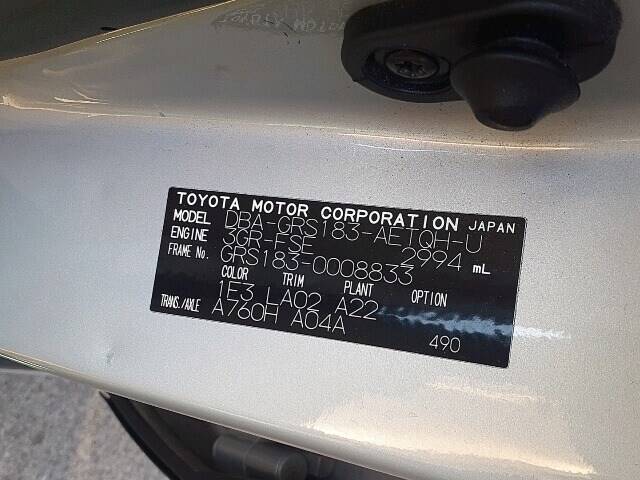 TOYOTA MOTOR CORPORATION JAPAN
MODEL DBA-GRS183-AETQH-U
ENGINE 3GR-FSE 2994 mL
FRAME No. GRS183-0008833
COLOR TRIM PLANT OPTION
1E3 LA02 A22
TRANS./AXLE A760H A04A
490